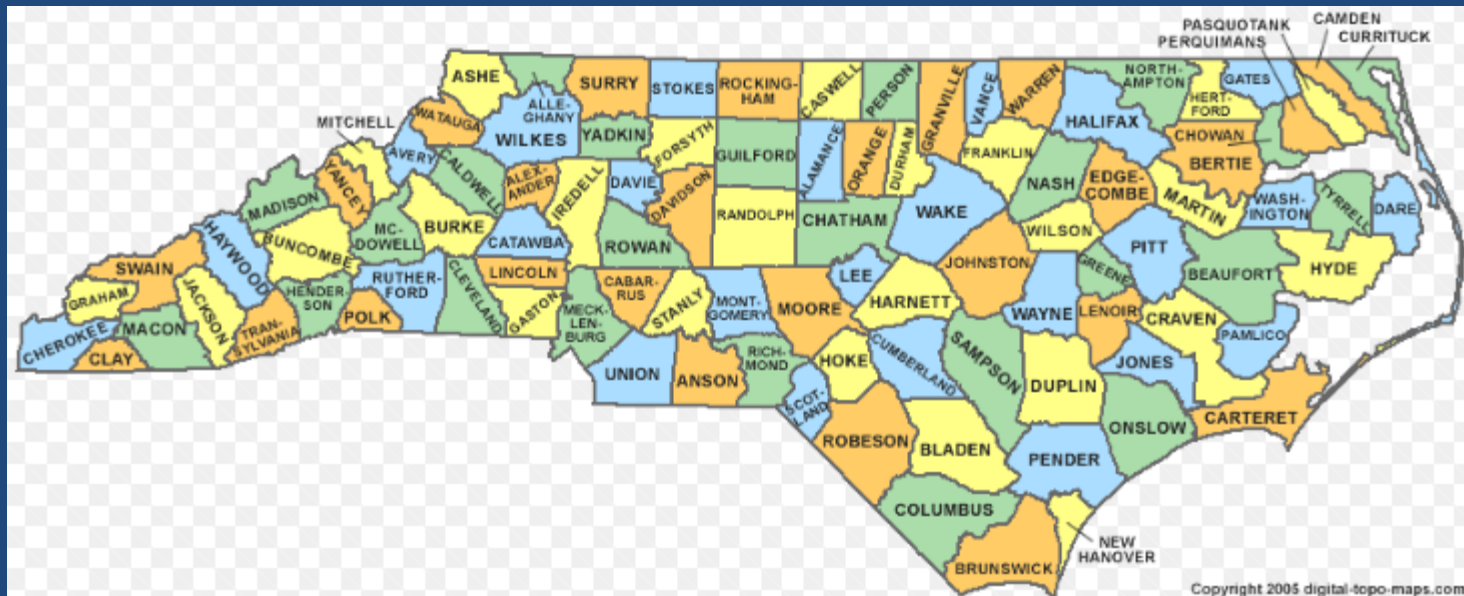 PASQUOTANK
CAMDEN
PERQUIMANS
CURRITUCK
ASHE
ALLE-
GHANY
SURRY
STOKES
ROCKING-
HAM
CASWELL
PERSON
GRANVILLE
VANCE
WARREN
NORTH-
AMPTON
GATES
HERT-
FORD
HALIFAX
MITCHELL
WATAUGA
WILKES
YADKIN
FORSYTH
GUILFORD
ALAMANCE
ORANGE
DURHAM
FRANKLIN
NASH
EDGE-
COMBE
CHOWAN
BERTIE
AVERY
CALDWELL
ALEX-
ANDER
IREDELL
DAVIE
DAVIDSON
RANDOLPH
CHATHAM
WAKE
WILSON
MARTIN
WASH-
INGTON
TYRRELL
DARE
MADISON
YANCEY
MC-
DOWELL
BURKE
CATAWBA
ROWAN
PITT
BEAUFORT
HYDE
HAYWOOD
BUNCOMBE
RUTHER-
FORD
CLEVELAND
LINCOLN
GASTON
CABAR-
RUS
STANLY
MONT-
GOMERY
MOORE
LEE
HARNETT
JOHNSTON
GREENE
SWAIN
GRAHAM
JACKSON
HENDER-
SON
TRAN-
SYLVANIA
POLK
MECK-
LEN-
BURG
WAYNE
LENOIR
CRAVEN
PAMLICO
CHEROKEE
MACON
CLAY
UNION
ANSON
RICH-
MOND
SCOT-
LAND
HOKE
CUMBERLAND
SAMPSON
DUPLIN
JONES
CARTERET
ROBESON
BLADEN
PENDER
ONSLOW
COLUMBUS
BRUNSWICK
NEW
HANOVER
Copyright 2005 digital-topo-maps.com